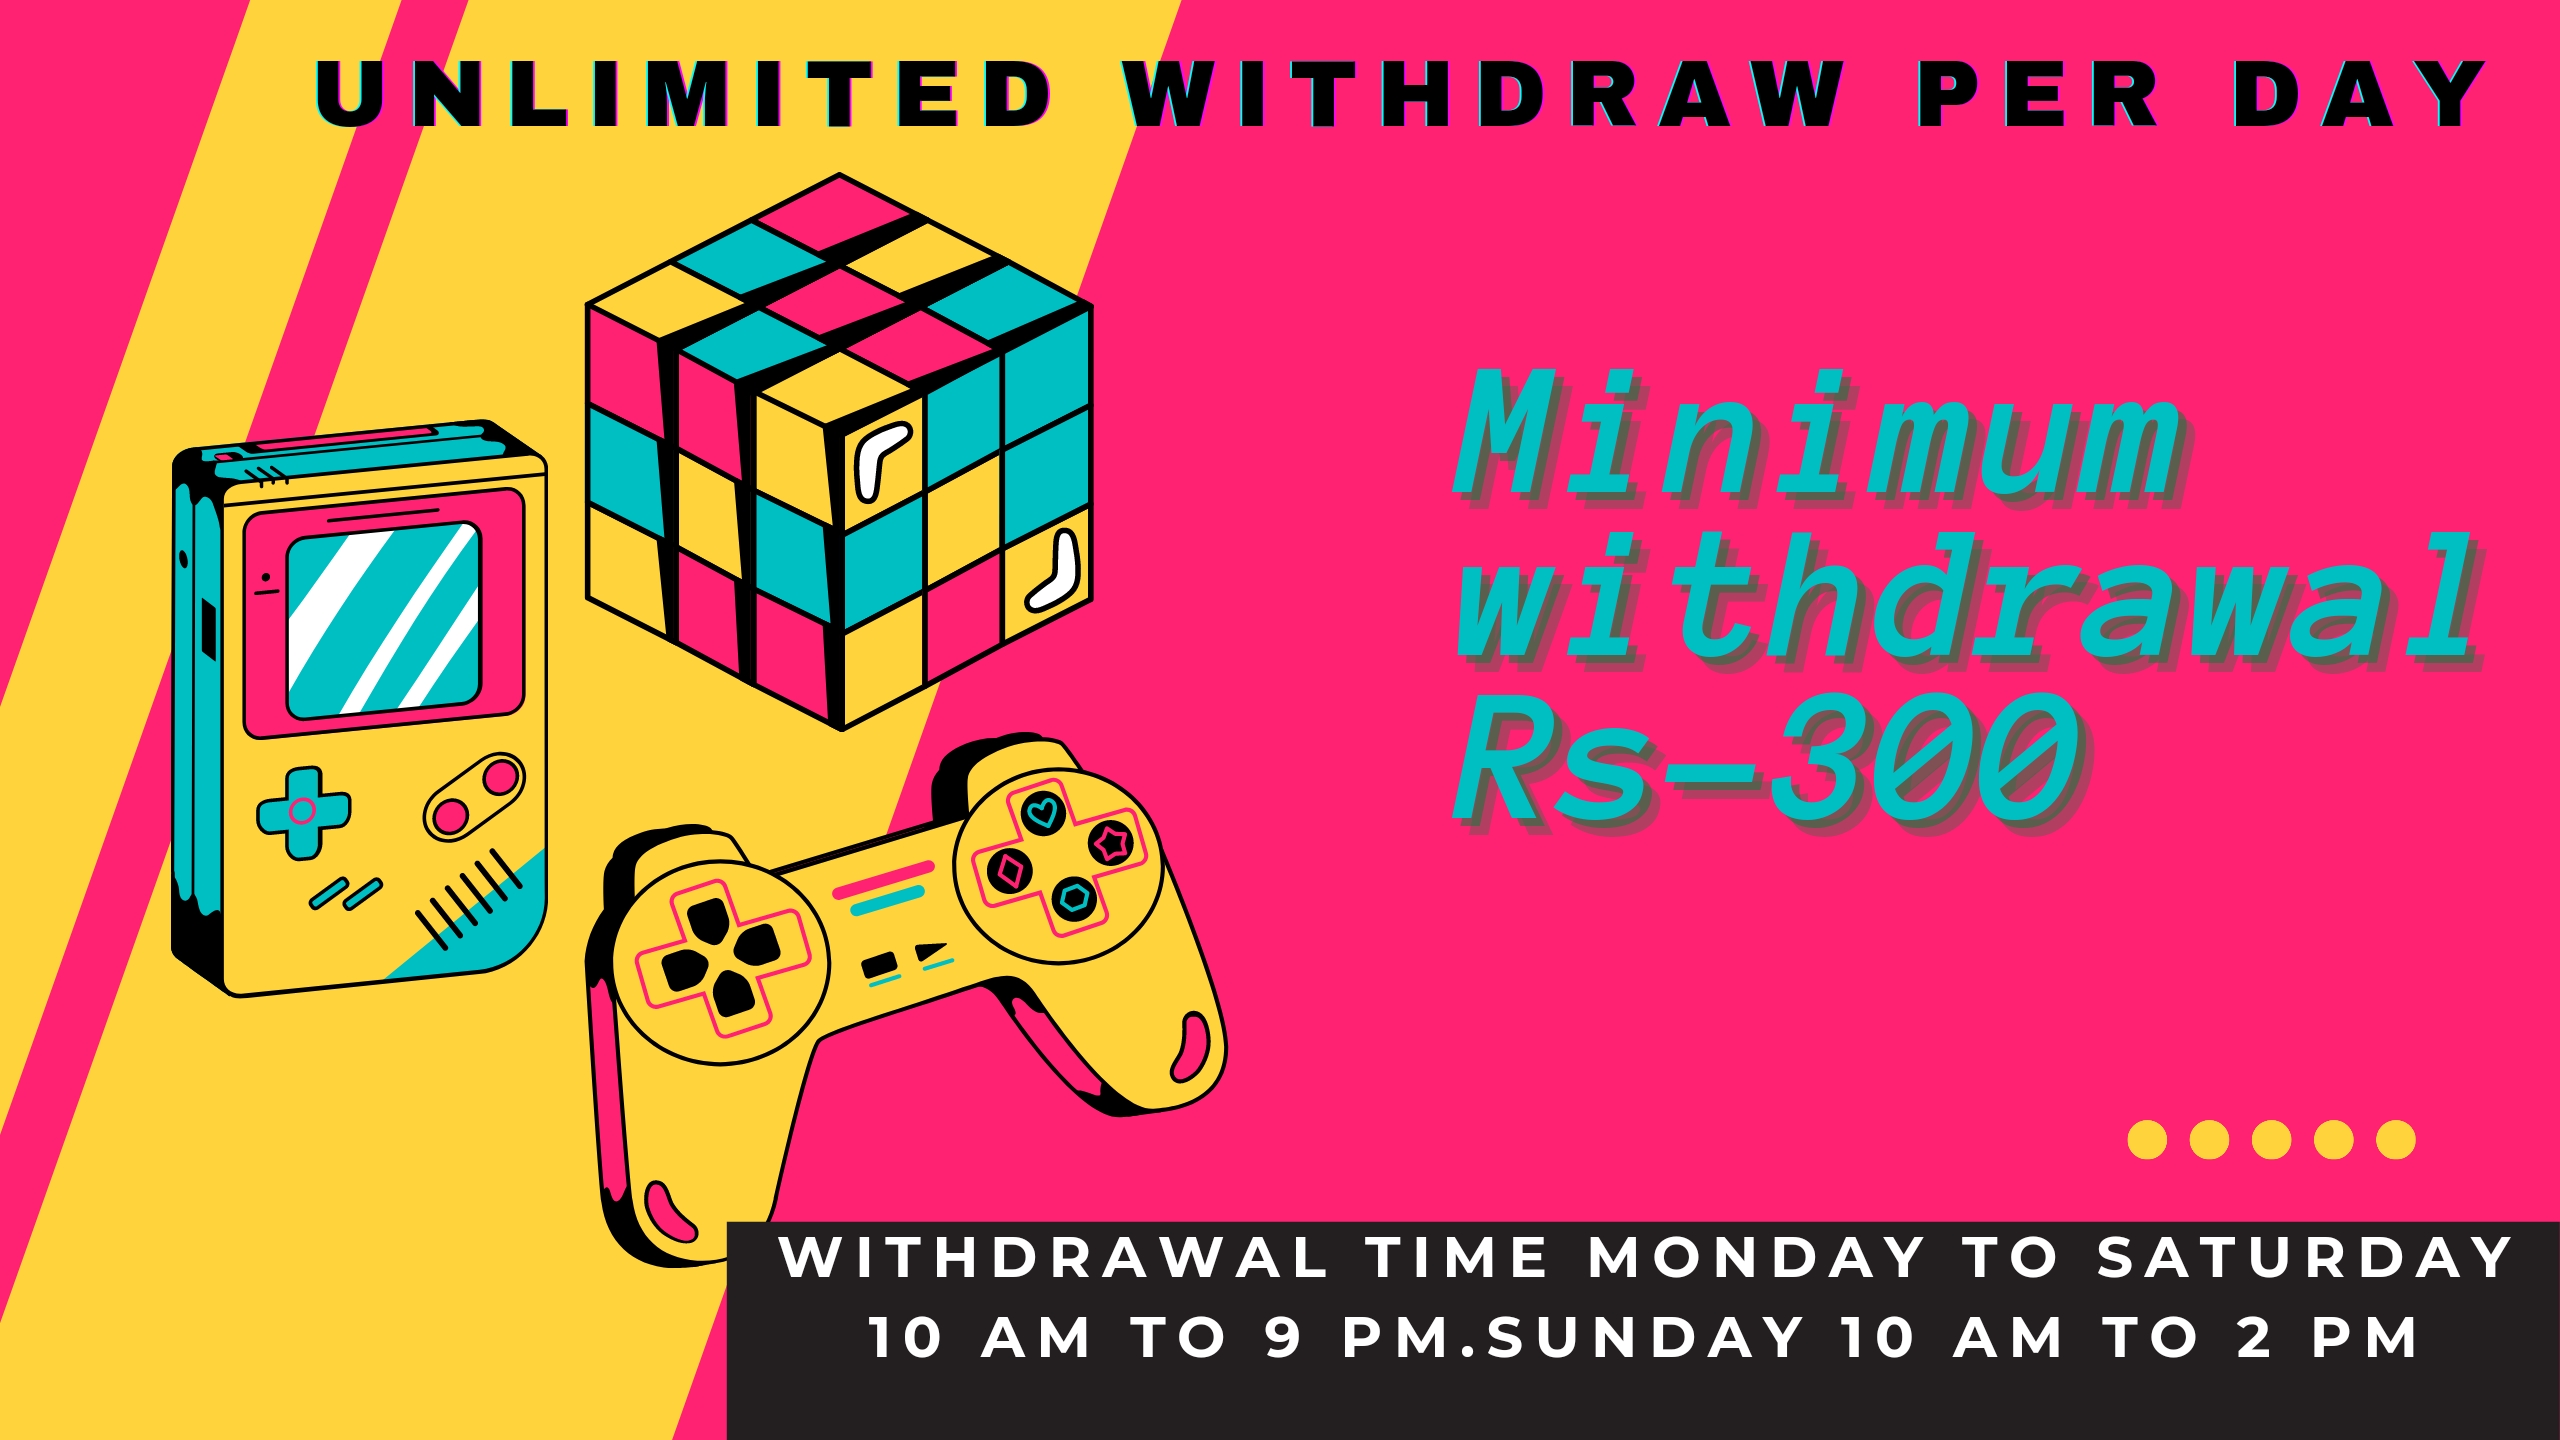 UNLIMITED WITHDRAW PER DAY
Minimum
withdrawal
Rs-300
WITHDRAWAL TIME MONDAY TO SATURDAY
10 AM TO 9 PM.SUNDAY 10 AM TO 2 PM